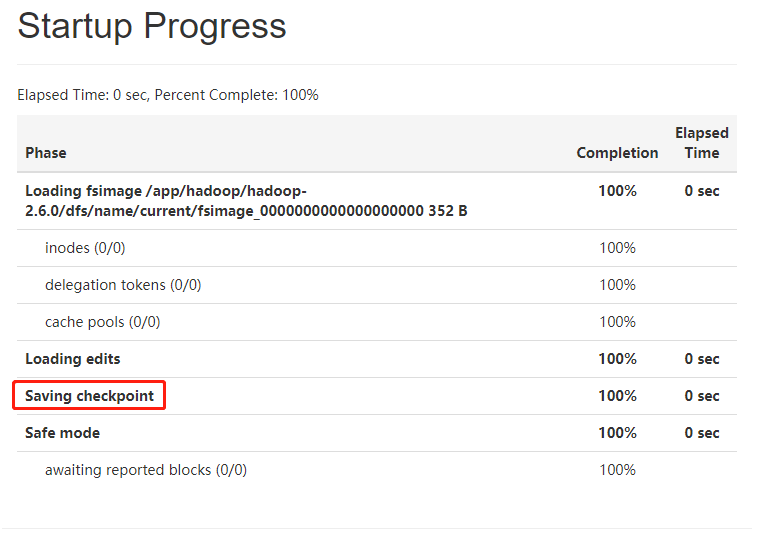 Startup Progress
Elapsed Time: 0 sec, Percent Complete: 100%
Phase Completion Elapsed Time
Loading fsimage /app/hadoop/hadoop-
2.6.0/dfs/name/current/fsimage_0000000000000000000 352 B 100% 0 sec
inodes (0/0) 100%
delegation tokens (0/0) 100%
cache pools (0/0) 100%
Loading edits 100% 0 sec
Saving checkpoint 100% 0 sec
Safe mode 100% 0 sec
awaiting reported blocks (0/0) 100%